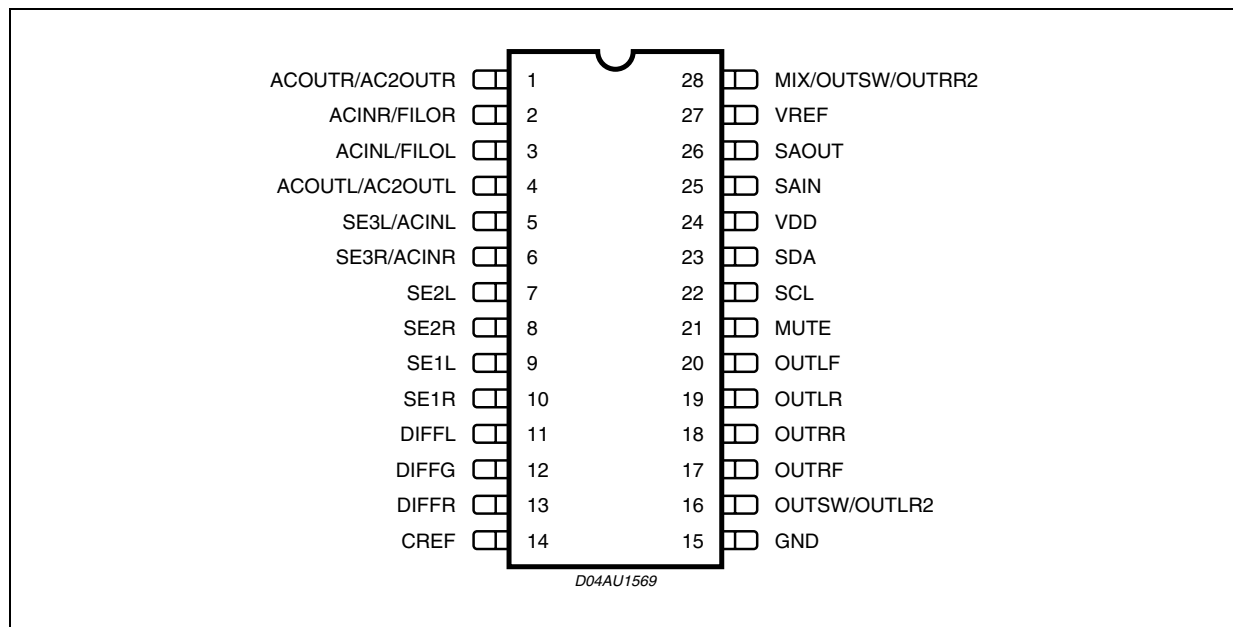 ACOUTR/AC2OUTR 1 28 MIX/OUTSW/OUTRR2
ACINR/FILOR 2 27 VREF
ACINL/FILOL 3 26 SAOUT
ACOUTL/AC2OUTL 4 25 SAIN
SE3L/ACINL 5 24 VDD
SE3R/ACINR 6 23 SDA
SE2L 7 22 SCL
SE2R 8 21 MUTE
SE1L 9 20 OUTLF
SE1R 10 19 OUTLR
DIFFL 11 18 OUTRR
DIFFG 12 17 OUTRF
DIFFR 13 16 OUTSW/OUTLR2
CREF 14 15 GND
D04AU1569